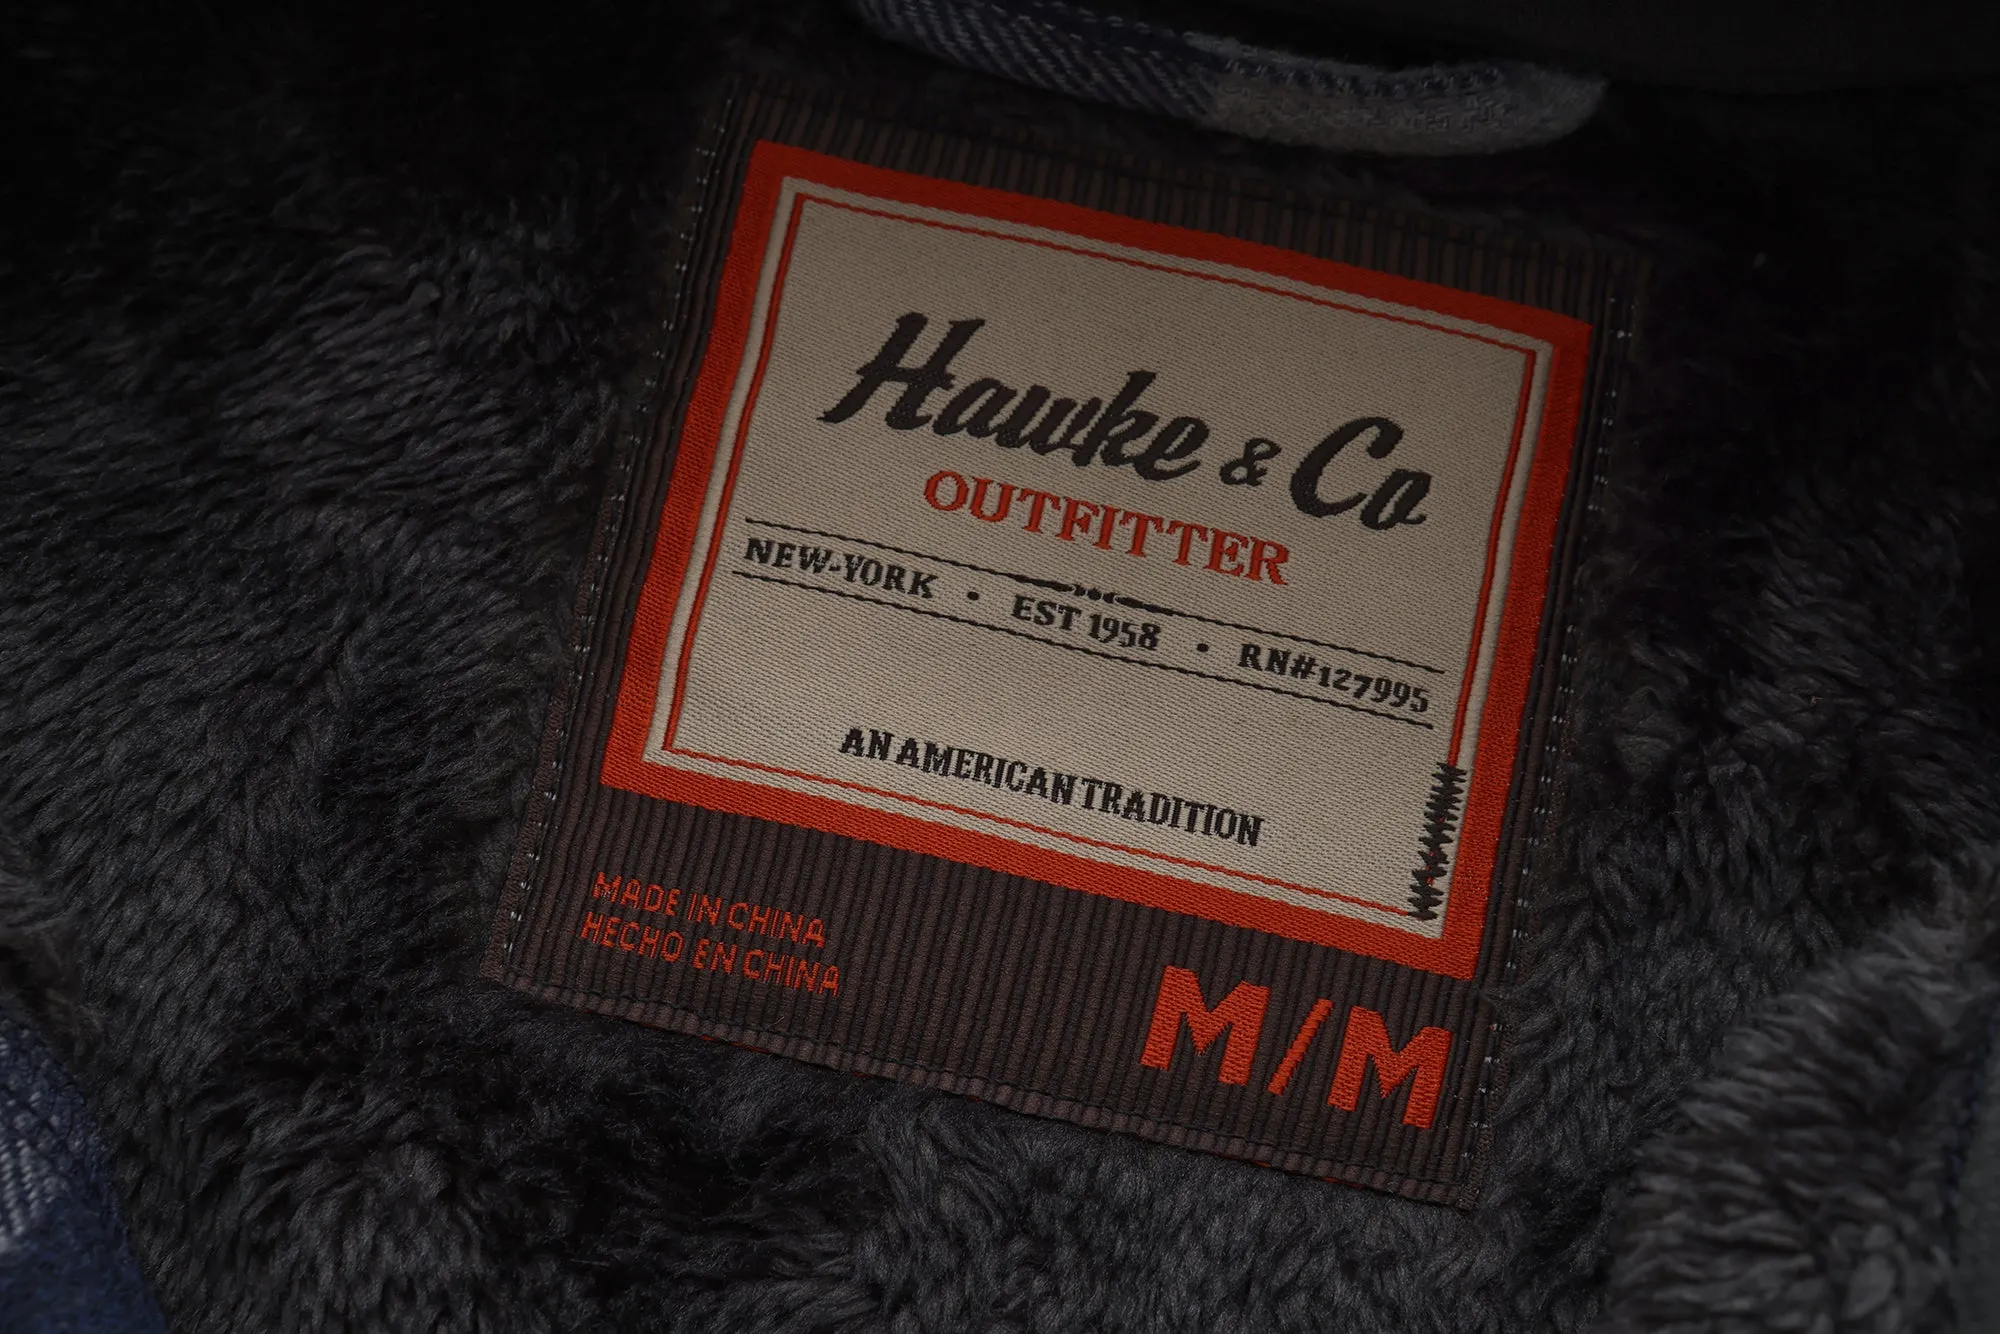 Hawke & Co
OUTFITTER
NEW-YORK • EST 1958 • RN#127995
AN AMERICAN TRADITION
MADE IN CHINA
HECHO EN CHINA
M/M